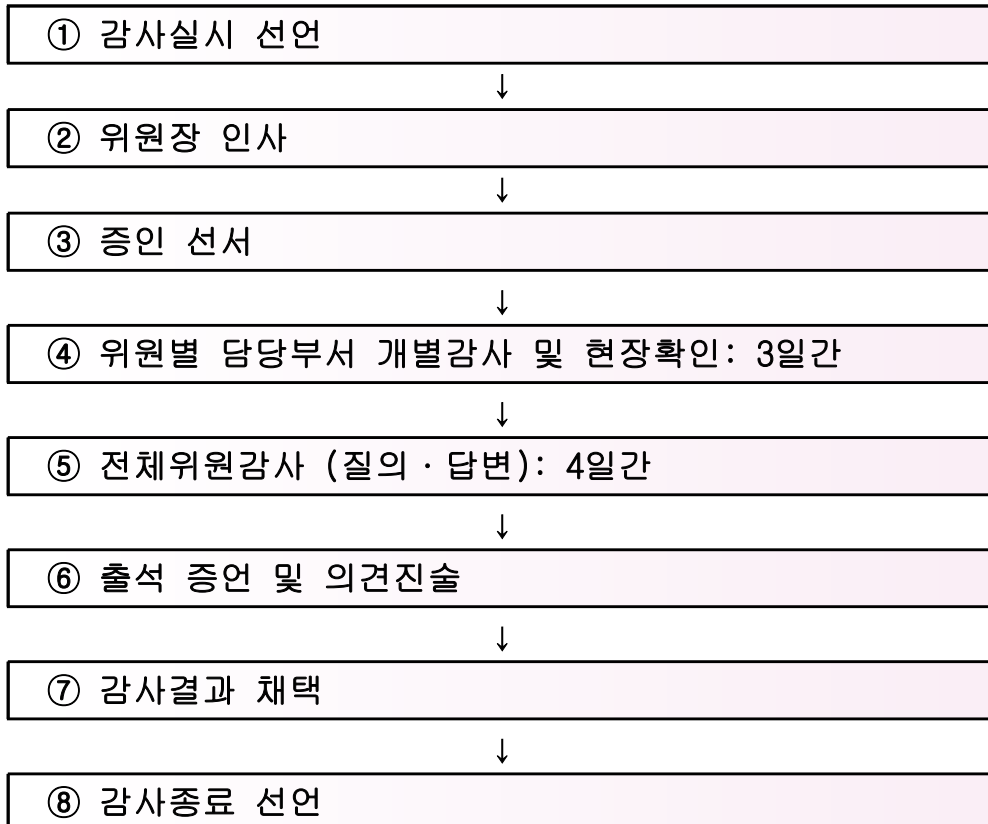 ① 감사실시 선언
↓
② 위원장 인사
↓
③ 증인 선서
↓
④ 위원별 담당부서 개별감사 및 현장확인: 3일간
↓
⑤ 전체위원감사 (질의 · 답변): 4일간
↓
⑥ 출석 증언 및 의견진술
↓
⑦ 감사결과 채택
↓
⑧ 감사종료 선언